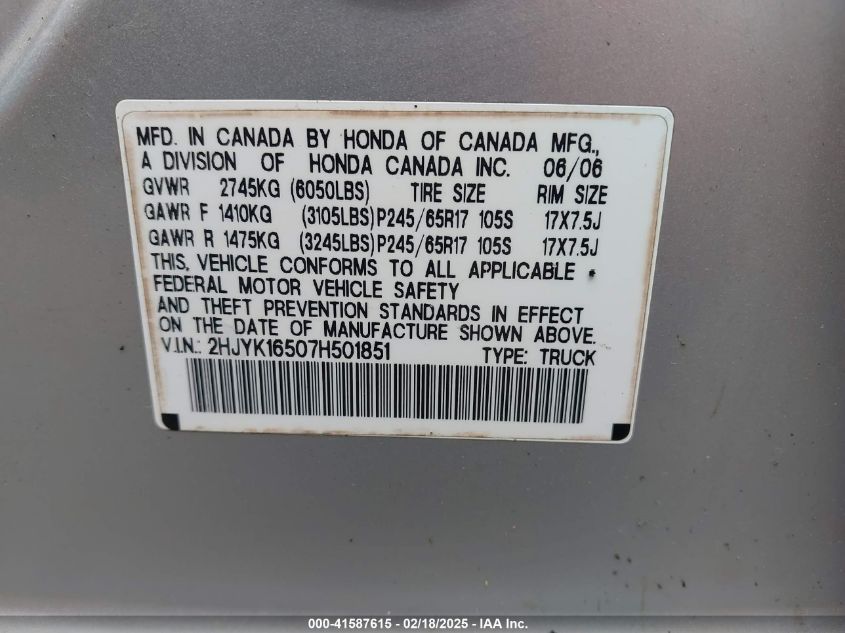 MFD. IN CANADA BY HONDA OF CANADA MFG.,
A DIVISION OF HONDA CANADA INC. 06/06
GVWR 2745KG (6050LBS) TIRE SIZE RIM SIZE
GAWR F 1410KG (3105LBS) P245/65R17 105S 17X7.5J
GAWR R 1475KG (3245LBS) P245/65R17 105S 17X7.5J
THIS VEHICLE CONFORMS TO ALL APPLICABLE
FEDERAL MOTOR VEHICLE SAFETY
AND THEFT PREVENTION STANDARDS IN EFFECT
ON THE DATE OF MANUFACTURE SHOWN ABOVE.
V.I.N.: 2HJYK16507H501851 TYPE: TRUCK
000-41587615 - 02/18/2025 - IAA Inc.